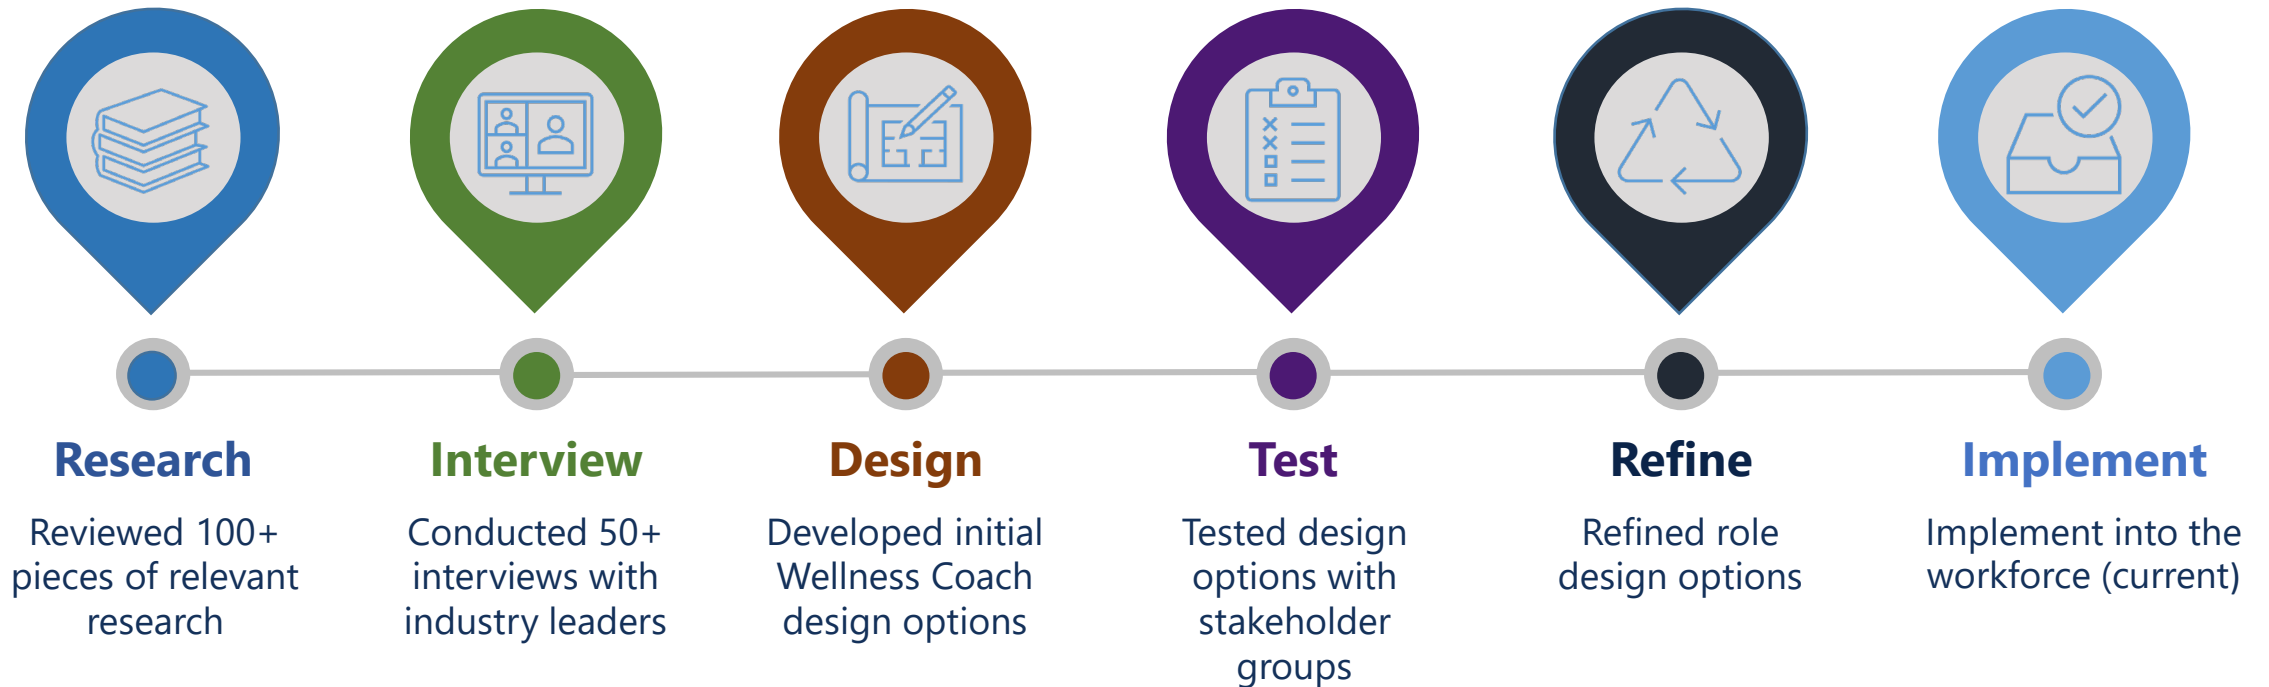 Research
Reviewed 100+
pieces of relevant
research
Interview
Conducted 50+
interviews with
industry leaders
Design
Developed initial
Wellness Coach
design options
Test
Tested design
options with
stakeholder
groups
Refine
Refined role
design options
Implement
Implement into the
workforce (current)